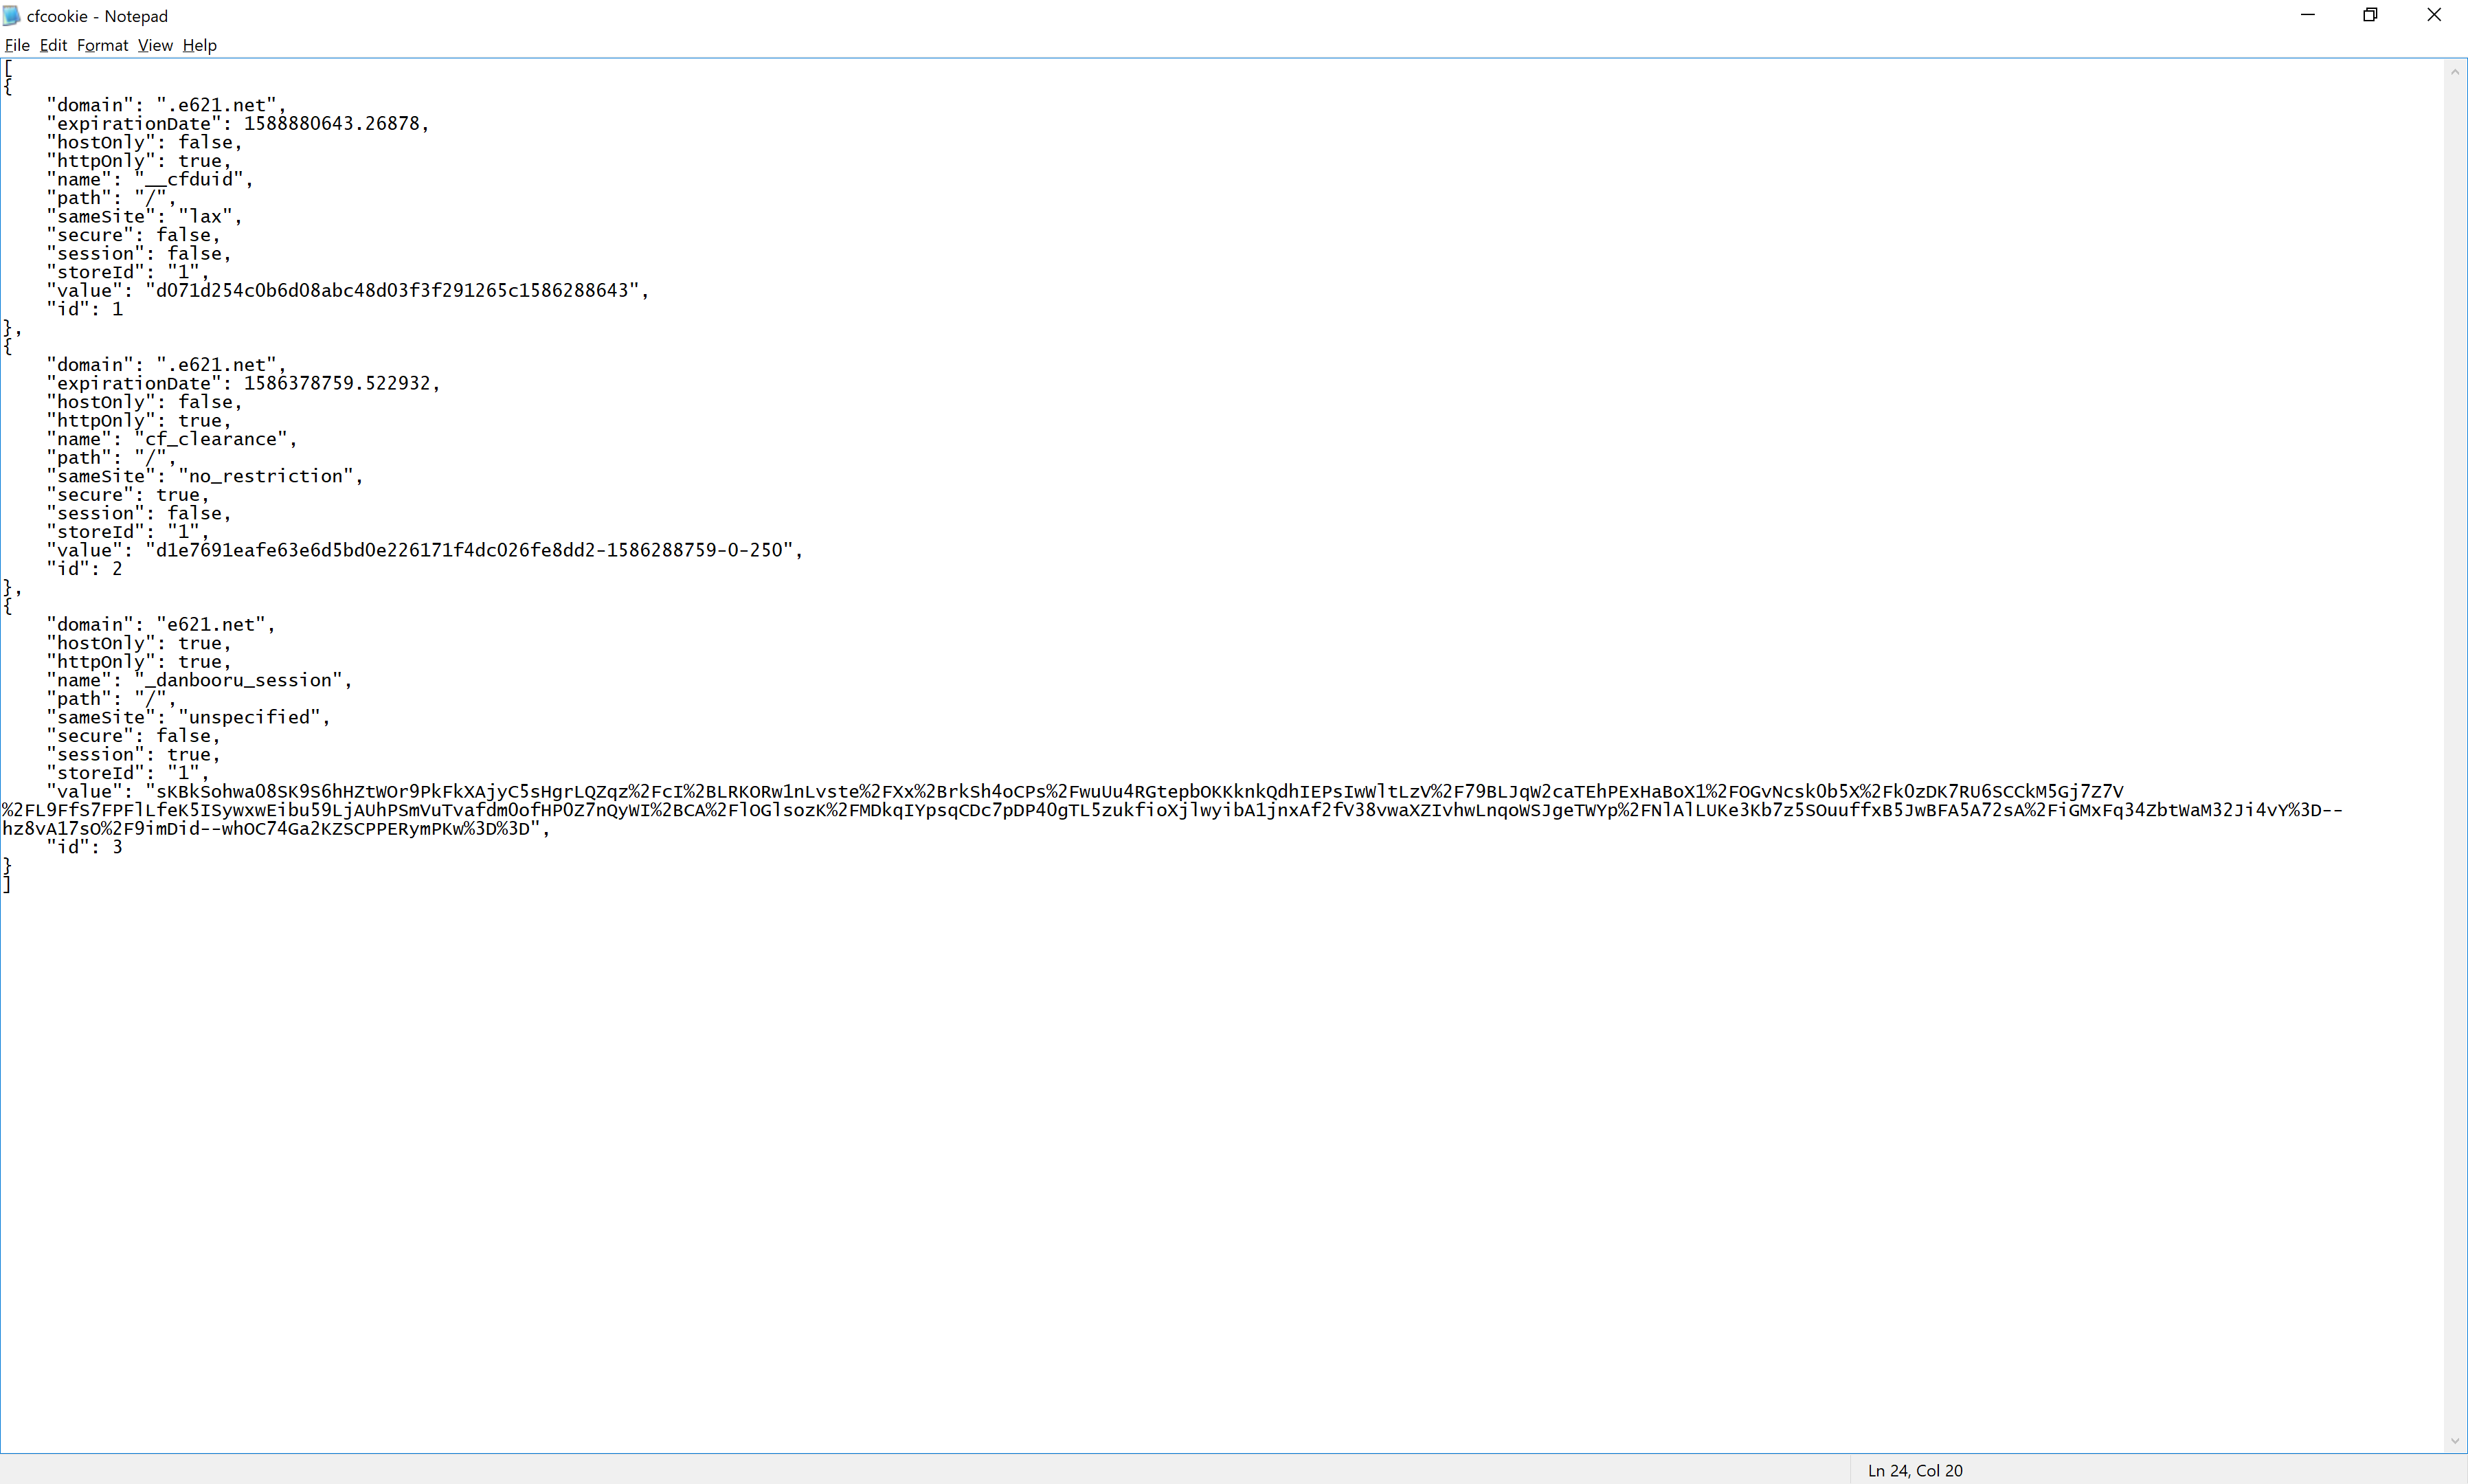 cfcookie - Notepad
File Edit Format View Help
[
{
    "domain": ".e621.net",
    "expirationDate": 1588880643.26878,
    "hostOnly": false,
    "httpOnly": true,
    "name": "__cfduid",
    "path": "/",
    "sameSite": "lax",
    "secure": false,
    "session": false,
    "storeId": "1",
    "value": "d071d254c0b6d08abc48d03f3f291265c1586288643",
    "id": 1
},
{
    "domain": ".e621.net",
    "expirationDate": 1586378759.522932,
    "hostOnly": false,
    "httpOnly": true,
    "name": "cf_clearance",
    "path": "/",
    "sameSite": "no_restriction",
    "secure": true,
    "session": false,
    "storeId": "1",
    "value": "d1e7691eafe63e6d5bd0e226171f4dc026fe8dd2-1586288759-0-250",
    "id": 2
},
{
    "domain": "e621.net",
    "hostOnly": true,
    "httpOnly": true,
    "name": "_danbooru_session",
    "path": "/",
    "sameSite": "unspecified",
    "secure": false,
    "session": true,
    "storeId": "1",
    "value": "sKBkSohwa08SK9S6hHZtWOr9PkFkXAjyC5sHgrLQZqz%2FcI%2BLRKORw1nLvste%2FXx%2BrkSh4oCPs%2FwuUu4RGtepbOKKknkQdhIEPsIwWltLzV%2F79BLJqW2caTEhPExHaBoX1%2FOGvNcsk0b5X%2Fk0zDK7RU6SCCkM5Gj7Z7V
%2FL9FfS7FPFlLfeK5ISywxwEibu59LjAUhPSmVuTvafdm0ofHP0Z7nQyWI%2BCA%2FlOGlsozK%2FMDkqIYpsqCDc7pDP40gTL5zukfioXjlwyibA1jnxAf2fV38vwaXZIvhwLnqoWSJgeTWYp%2FNlAlLUKe3Kb7z5SOuuffxB5JwBFA5A72sA%2FiGMxFq34ZbtWaM32Ji4vY%3D--
hz8vA17sO%2F9imDid--whOC74Ga2KZSCPPERymPKw%3D%3D",
    "id": 3
}
]
Ln 24, Col 20